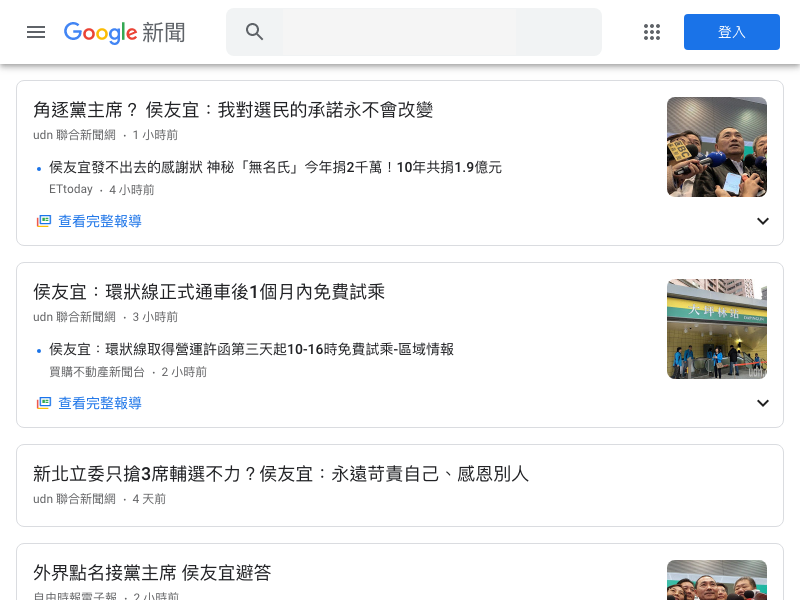 Google 新聞
登入
角逐黨主席？ 侯友宜：我對選民的承諾永不會改變
udn 聯合新聞網 · 1 小時前
侯友宜發不出去的感謝狀 神秘「無名氏」今年捐2千萬！10年共捐1.9億元
ETtoday · 4 小時前
查看完整報導
侯友宜：環狀線正式通車後1個月內免費試乘
udn 聯合新聞網 · 3 小時前
侯友宜：環狀線取得營運許函第三天起10-16時免費試乘-區域情報
買購不動產新聞台 · 2 小時前
大坪林站
查看完整報導
新北立委只搶3席輔選不力？侯友宜：永遠苛責自己、感恩別人
udn 聯合新聞網 · 4 天前
外界點名接黨主席 侯友宜避答
自由時報電子報 · 2 小時前